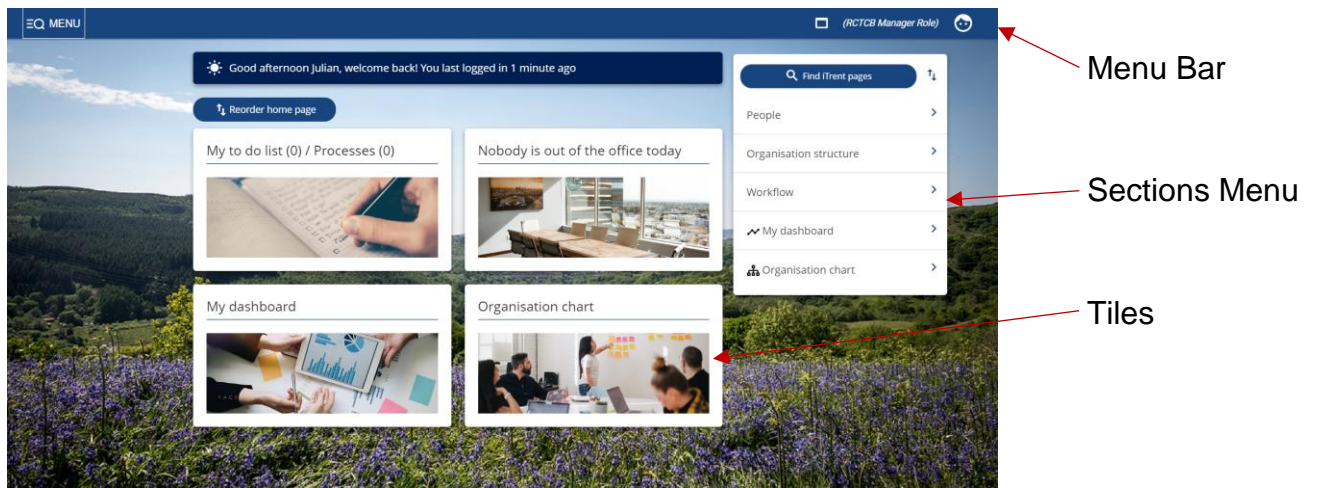 MENU
(RCTCB Manager Role)
Menu Bar
Good afternoon Julian, welcome back! You last logged in 1 minute ago
Find iTrent pages
Reorder home page
People
My to do list (0) / Processes (0)
Nobody is out of the office today
Organisation structure
Workflow
Sections Menu
My dashboard
Organisation chart
My dashboard
Organisation chart
Tiles